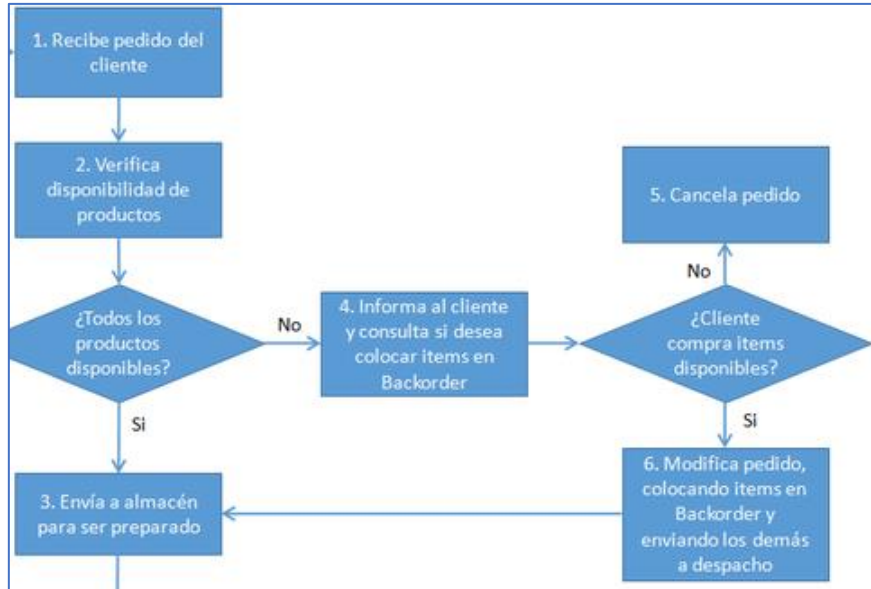 1. Recibe pedido del
cliente
2. Verifica
disponibilidad de
productos
¿Todos los
productos
disponibles?
No
4. Informa al cliente
y consulta si desea
colocar items en
Backorder
¿Cliente
compra items
disponibles?
No
5. Cancela pedido
Si
6. Modifica pedido,
colocando items en
Backorder y
enviando los demás
a despacho
Si
3. Envía a almacén
para ser preparado